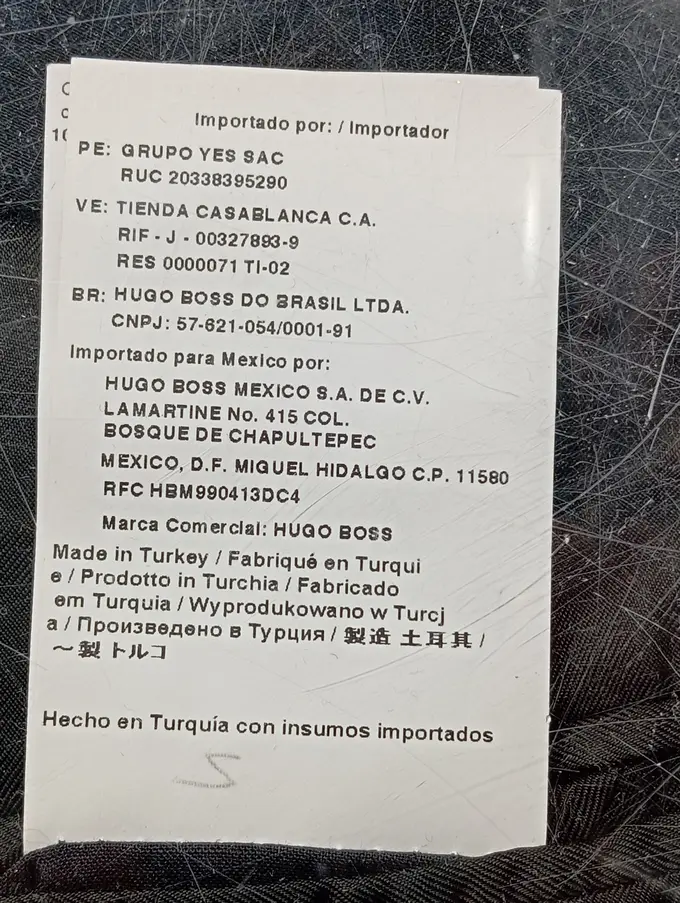 Importado por: / Importador
PE: GRUPO YES SAC
RUC 20338395290
VE: TIENDA CASABLANCA C.A.
RIF - J - 00327893-9
RES 0000071 TI-02
BR: HUGO BOSS DO BRASIL LTDA.
CNPJ: 57-621-054/0001-91
Importado para Mexico por:
HUGO BOSS MEXICO S.A. DE C.V.
LAMARTINE No. 415 COL.
BOSQUE DE CHAPULTEPEC
MEXICO, D.F. MIGUEL HIDALGO C.P. 11580
RFC HBM990413DC4
Marca Comercial: HUGO BOSS
Made in Turkey / Fabriqué en Turqui
e / Prodotto in Turchia / Fabricado
em Turquia / Wyprodukowano w Turcj
a / Произведено в Турция / 製造 土耳其 /
～製 トルコ
Hecho en Turquía con insumos importados